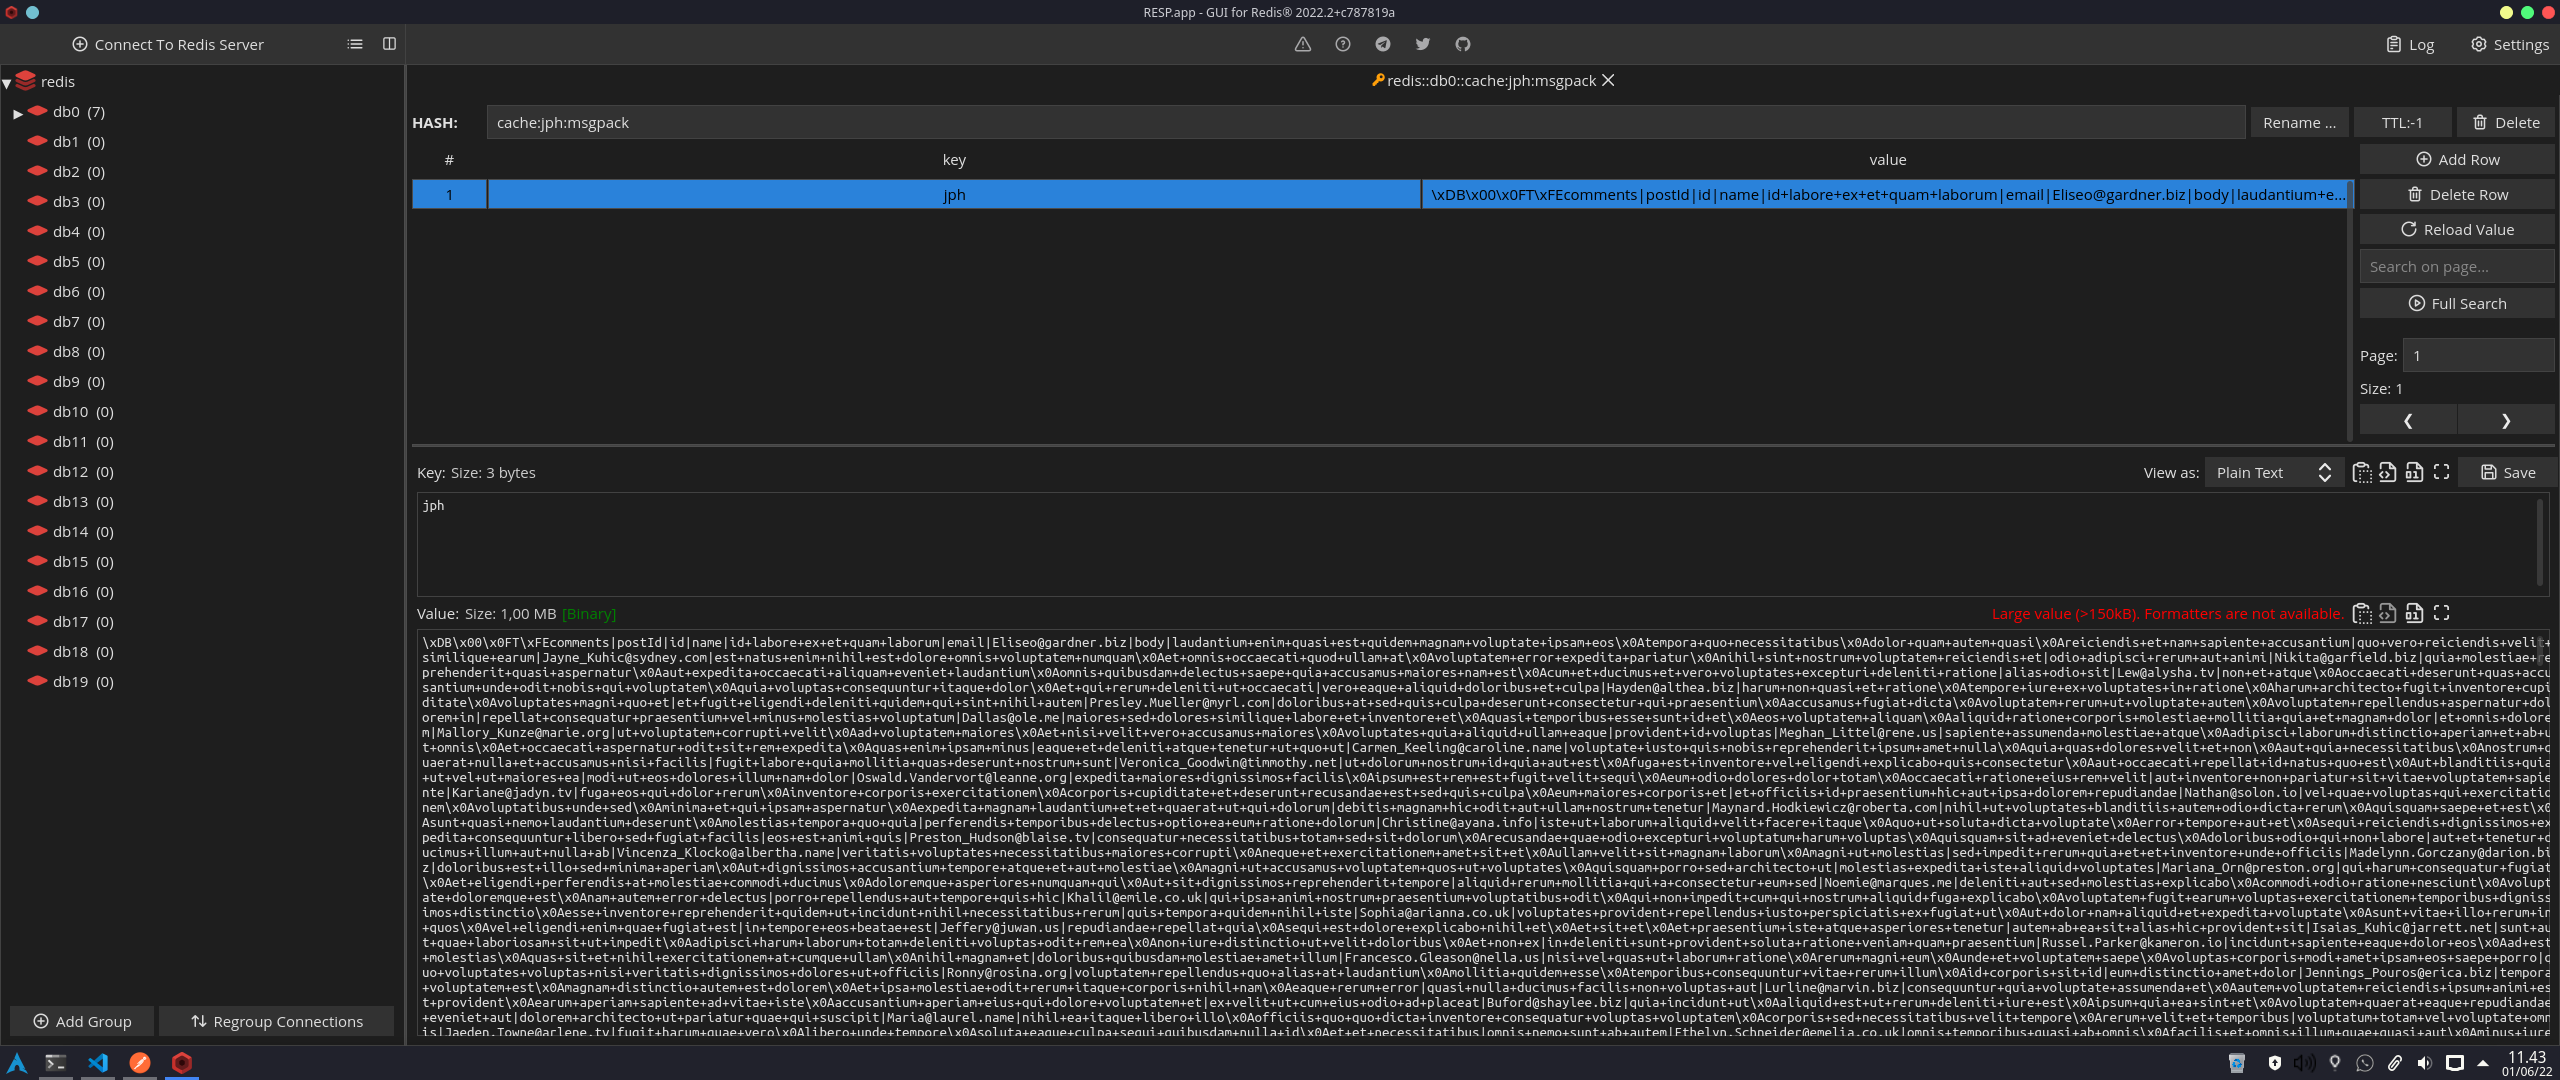 RESP.app - GUI for Redis® 2022.2+c787819a
Connect To Redis Server
Log
Settings
redis
redis::db0::cache:jph:msgpack
db0 (7)
db1 (0)
db2 (0)
db3 (0)
db4 (0)
db5 (0)
db6 (0)
db7 (0)
db8 (0)
db9 (0)
db10 (0)
db11 (0)
db12 (0)
db13 (0)
db14 (0)
db15 (0)
db16 (0)
db17 (0)
db18 (0)
db19 (0)
Add Group
Regroup Connections
HASH:
cache:jph:msgpack
Rename ...
TTL:-1
Delete
# key value
1 jph \xDB\x00\x0FT\xFEcomments|postId|id|name|id+labore+ex+et+quam+laborum|email|Eliseo@gardner.biz|body|laudantium+e...
Add Row
Delete Row
Reload Value
Search on page...
Full Search
Page: 1
Size: 1
Key: Size: 3 bytes
View as: Plain Text
Save
jph
Value: Size: 1,00 MB [Binary]
Large value (>150kB). Formatters are not available.
\xDB\x00\x0FT\xFEcomments|postId|id|name|id+labore+ex+et+quam+laborum|email|Eliseo@gardner.biz|body|laudantium+enim+quasi+est+quidem+magnam+voluptate+ipsam+eos\x0Atempora+quo+necessitatibus\x0Adolor+quam+autem+quasi\x0Areiciendis+et+nam+sapiente+accusantium|quo+vero+reiciendis+velit+
similique+earum|Jayne_Kuhic@sydney.com|est+natus+enim+nihil+est+dolore+omnis+voluptatem+numquam\x0Aet+omnis+occaecati+quod+ullam+at\x0Avoluptatem+error+expedita+pariatur\x0Anihil+sint+nostrum+voluptatem+reiciendis+et|odio+adipisci+rerum+aut+animi|Nikita@garfield.biz|quia+molestiae+re
prehenderit+quasi+aspernatur\x0Aaut+expedita+occaecati+aliquam+eveniet+laudantium\x0Aomnis+quibusdam+delectus+saepe+quia+accusamus+maiores+nam+est\x0Acum+et+ducimus+et+vero+voluptates+excepturi+deleniti+ratione|alias+odio+sit|Lew@alysha.tv|non+et+atque\x0Aoccaecati+deserunt+quas+accu
santium+unde+odit+nobis+qui+voluptatem\x0Aquia+voluptas+consequuntur+itaque+dolor\x0Aet+qui+rerum+deleniti+ut+occaecati|vero+eaque+aliquid+doloribus+et+culpa|Hayden@althea.biz|harum+non+quasi+et+ratione\x0Atempore+iure+ex+voluptates+in+ratione\x0Aharum+architecto+fugit+inventore+cupi
ditate\x0Avoluptates+magni+quo+et|et+fugit+eligendi+deleniti+quidem+qui+sint+nihil+autem|Presley.Mueller@myrl.com|doloribus+at+sed+quis+culpa+deserunt+consectetur+qui+praesentium\x0Aaccusamus+fugiat+dicta\x0Avoluptatem+rerum+ut+voluptate+autem\x0Avoluptatem+repellendus+aspernatur+dol
orem+in|repellat+consequatur+praesentium+vel+minus+molestias+voluptatum|Dallas@ole.me|maiores+sed+dolores+similique+labore+et+inventore+et\x0Aquasi+temporibus+esse+sunt+id+et\x0Aeos+voluptatem+aliquam\x0Aaliquid+ratione+corporis+molestiae+mollitia+quia+et+magnam+dolor|et+omnis+dolore
m|Mallory_Kunze@marie.org|ut+voluptatem+corrupti+velit\x0Aad+voluptatem+maiores\x0Aet+nisi+velit+vero+accusamus+maiores\x0Avoluptates+quia+aliquid+ullam+eaque|provident+id+voluptas|Meghan_Littel@rene.us|sapiente+assumenda+molestiae+atque\x0Aadipisci+laborum+distinctio+aperiam+et+ab+u
t+omnis\x0Aet+occaecati+aspernatur+odit+sit+rem+expedita\x0Aquas+enim+ipsam+minus|eaque+et+deleniti+atque+tenetur+ut+quo+ut|Carmen_Keeling@caroline.name|voluptate+iusto+quis+nobis+reprehenderit+ipsum+amet+nulla\x0Aquia+quas+dolores+velit+et+non\x0Aaut+quia+necessitatibus\x0Anostrum+q
uaerat+nulla+et+accusamus+nisi+facilis|fugit+labore+quia+mollitia+quas+deserunt+nostrum+sunt|Veronica_Goodwin@timmothy.net|ut+dolorum+nostrum+id+quia+aut+est\x0Afuga+est+inventore+vel+eligendi+explicabo+quis+consectetur\x0Aaut+occaecati+repellat+id+natus+quo+est\x0Aut+blanditiis+quia
+ut+vel+ut+maiores+ea|modi+ut+eos+dolores+illum+nam+dolor|Oswald.Vandervort@leanne.org|expedita+maiores+dignissimos+facilis\x0Aipsum+est+rem+est+fugit+velit+sequi\x0Aeum+odio+dolores+dolor+totam\x0Aoccaecati+ratione+eius+rem+velit|aut+inventore+non+pariatur+sit+vitae+voluptatem+sapie
nte|Kariane@jadyn.tv|fuga+eos+qui+dolor+rerum\x0Ainventore+corporis+exercitationem\x0Acorporis+cupiditate+et+deserunt+recusandae+est+sed+quis+culpa\x0Aeum+maiores+corporis+et|et+officiis+id+praesentium+hic+aut+ipsa+dolorem+repudiandae|Nathan@solon.io|vel+quae+voluptas+qui+exercitatio
nem\x0Avoluptatibus+unde+sed\x0Aminima+et+qui+ipsam+aspernatur\x0Aexpedita+magnam+laudantium+et+et+quaerat+ut+qui+dolorum|debitis+magnam+hic+odit+aut+ullam+nostrum+tenetur|Maynard.Hodkiewicz@roberta.com|nihil+ut+voluptates+blanditiis+autem+odio+dicta+rerum\x0Aquisquam+saepe+et+est\x0
Asunt+quasi+nemo+laudantium+deserunt\x0Amolestias+tempora+quo+quia|perferendis+temporibus+delectus+optio+ea+eum+ratione+dolorum|Christine@ayana.info|iste+ut+laborum+aliquid+velit+facere+itaque\x0Aquo+ut+soluta+dicta+voluptate\x0Aerror+tempore+aut+et\x0Asequi+reiciendis+dignissimos+ex
pedita+consequuntur+libero+sed+fugiat+facilis|eos+est+animi+quis|Preston_Hudson@blaise.tv|consequatur+necessitatibus+totam+sed+sit+dolorum\x0Arecusandae+quae+odio+excepturi+voluptatum+harum+voluptas\x0Aquisquam+sit+ad+eveniet+delectus\x0Adoloribus+odio+qui+non+labore|aut+et+tenetur+d
ucimus+illum+aut+nulla+ab|Vincenza_Klocko@albertha.name|veritatis+voluptates+necessitatibus+maiores+corrupti\x0Aneque+et+exercitationem+amet+sit+et\x0Aullam+velit+sit+magnam+laborum\x0Amagni+ut+molestias|sed+impedit+rerum+quia+et+et+inventore+unde+officiis|Madelynn.Gorczany@darion.bi
z|doloribus+est+illo+sed+minima+aperiam\x0Aut+dignissimos+accusantium+tempore+atque+et+aut+molestiae\x0Amagni+ut+accusamus+voluptatem+quos+ut+voluptates\x0Aquisquam+porro+sed+architecto+ut|molestias+expedita+iste+aliquid+voluptates|Mariana_Orn@preston.org|qui+harum+consequatur+fugiat
\x0Aet+eligendi+perferendis+at+molestiae+commodi+ducimus\x0Adoloremque+asperiores+numquam+qui\x0Aut+sit+dignissimos+reprehenderit+tempore|aliquid+rerum+mollitia+qui+a+consectetur+eum+sed|Noemie@marques.me|deleniti+aut+sed+molestias+explicabo\x0Acommodi+odio+ratione+nesciunt\x0Avolupt
ate+doloremque+est\x0Anam+autem+error+delectus|porro+repellendus+aut+tempore+quis+hic|Khalil@emile.co.uk|qui+ipsa+animi+nostrum+praesentium+voluptatibus+odit\x0Aqui+non+impedit+cum+qui+nostrum+aliquid+fuga+explicabo\x0Avoluptatem+fugit+earum+voluptas+exercitationem+temporibus+digniss
imos+distinctio\x0Aesse+inventore+reprehenderit+quidem+ut+incidunt+nihil+necessitatibus+rerum|quis+tempora+quidem+nihil+iste|Sophia@arianna.co.uk|voluptates+provident+repellendus+iusto+perspiciatis+ex+fugiat+ut\x0Aut+dolor+nam+aliquid+et+expedita+voluptate\x0Asunt+vitae+illo+rerum+in
+quos\x0Avel+eligendi+enim+quae+fugiat+est|in+tempore+eos+beatae+est|Jeffery@juwan.us|repudiandae+repellat+quia\x0Asequi+est+dolore+explicabo+nihil+et\x0Aet+sit+et\x0Aet+praesentium+iste+atque+asperiores+tenetur|autem+ab+ea+sit+alias+hic+provident+sit|Isaias_Kuhic@jarrett.net|sunt+au
t+quae+laboriosam+sit+ut+impedit\x0Aadipisci+harum+laborum+totam+deleniti+voluptas+odit+rem+ea\x0Anon+iure+distinctio+ut+velit+doloribus\x0Aet+non+ex|in+deleniti+sunt+provident+soluta+ratione+veniam+quam+praesentium|Russel.Parker@kameron.io|incidunt+sapiente+eaque+dolor+eos\x0Aad+est
+molestias\x0Aquas+sit+et+nihil+exercitationem+at+cumque+ullam\x0Anihil+magnam+et|doloribus+quibusdam+molestiae+amet+illum|Francesco.Gleason@nella.us|nisi+vel+quas+ut+laborum+ratione\x0Arerum+magni+eum\x0Aunde+et+voluptas+saepe\x0Avoluptas+corporis+modi+amet+ipsam+eos+saepe+porro|q
uo+voluptates+voluptas+nisi+veritatis+dignissimos+dolores+ut+officiis|Ronny@rosina.org|voluptatem+repellendus+quo+alias+at+laudantium\x0Amollitia+quidem+esse\x0Atemporibus+consequuntur+vitae+rerum+illum\x0Aid+corporis+sit+id|eum+distinctio+amet+dolor|Jennings_Pouros@erica.biz|tempora
+voluptatem+est\x0Amagnam+distinctio+autem+est+dolorem\x0Aet+ipsa+molestiae+odit+rerum+itaque+corporis+nihil+nam\x0Aeaque+rerum+error|quasi+nulla+ducimus+facilis+non+voluptas+aut|Lurline@marvin.biz|consequuntur+quia+voluptate+assumenda+et\x0Aautem+voluptatem+reiciendis+ipsum+animi+es
t+provident\x0Aearum+aperiam+sapiente+ad+vitae+iste\x0Aaccusantium+aperiam+eius+qui+dolore+voluptatem+et|ex+velit+ut+cum+eius+odio+ad+placeat|Buford@shaylee.biz|quia+incidunt+ut\x0Aaliquid+est+ut+rerum+deleniti+iure+est\x0Aipsum+quia+ea+sint+et\x0Avoluptatem+quaerat+eaque+repudiandae
+eveniet+aut|dolorem+architecto+ut+pariatur+quae+qui+suscipit|Maria@laurel.name|nihil+ea+itaque+libero+illo\x0Aofficiis+quo+quo+dicta+inventore+consequatur+voluptas+voluptatem\x0Acorporis+sed+necessitatibus+velit+tempore\x0Arerum+velit+et+temporibus|voluptatum+totam+vel+voluptate+omn
is|Jaeden.Towne@arlene.tv|fugit+harum+quae+vero\x0Alibero+unde+tempore\x0Asoluta+eaque+culpa+sequi+quibusdam+nulla+id\x0Aet+et+necessitatibus|omnis+nemo+sunt+ab+autem|Ethelyn.Schneider@emelia.co.uk|omnis+temporibus+quasi+ab+omnis\x0Afacilis+et+omnis+illum+quae+quasi+aut\x0Aminus+iure
11.43
01/06/22